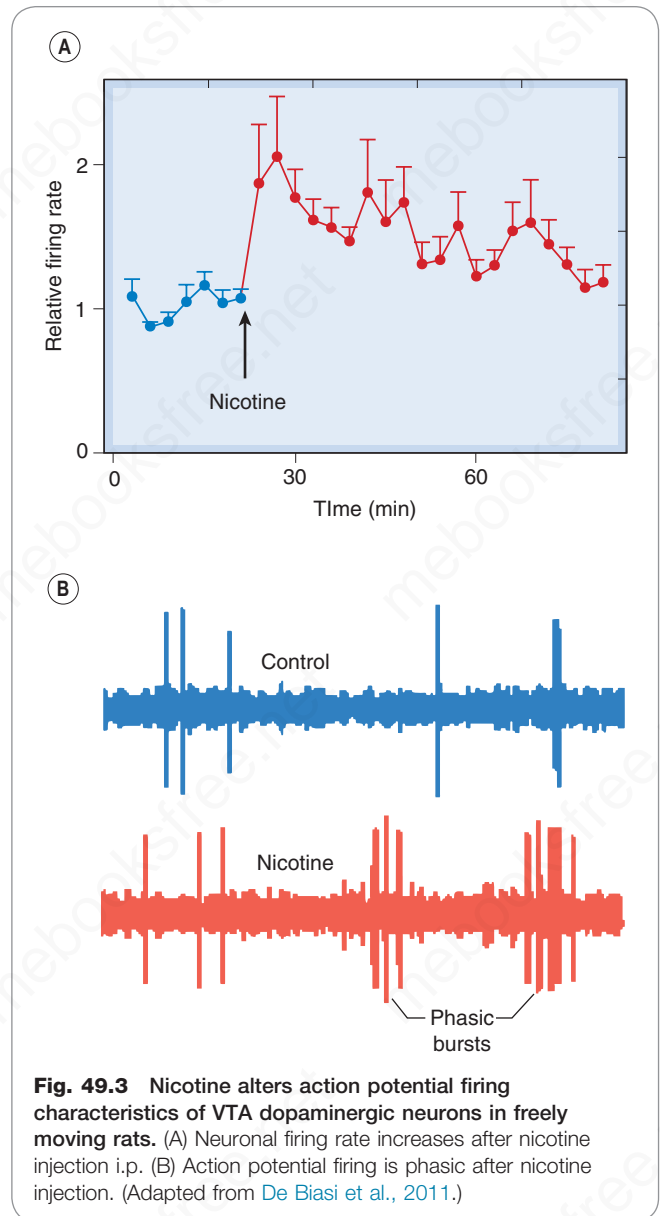 A
2
1
0
Relative firing rate
Nicotine
0 30 60
TIme (min)
B
Control
Nicotine
Phasic
bursts
Fig. 49.3 Nicotine alters action potential firing
characteristics of VTA dopaminergic neurons in freely
moving rats. (A) Neuronal firing rate increases after nicotine
injection i.p. (B) Action potential firing is phasic after nicotine
injection. (Adapted from De Biasi et al., 2011.)
mebooksfree.net